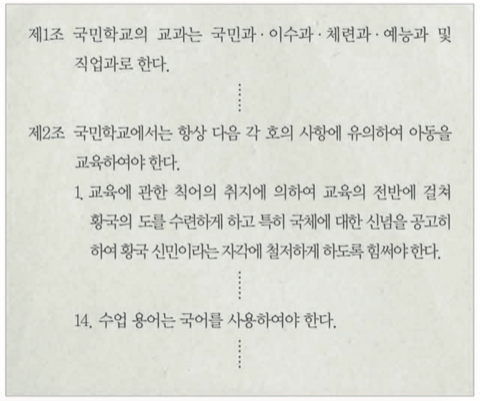 제1조 국민학교의 교과는 국민과·이수과·체련과·예능과 및
직업과로 한다.
제2조 국민학교에서는 항상 다음 각 호의 사항에 유의하여 아동을
교육하여야 한다.
1. 교육에 관한 칙어의 취지에 의하여 교육의 전반에 걸쳐
황국의 도를 수련하게 하고 특히 국체에 대한 신념을 공고히
하여 황국 신민이라는 자각에 철저하게 하도록 힘써야 한다.
14. 수업 용어는 국어를 사용하여야 한다.